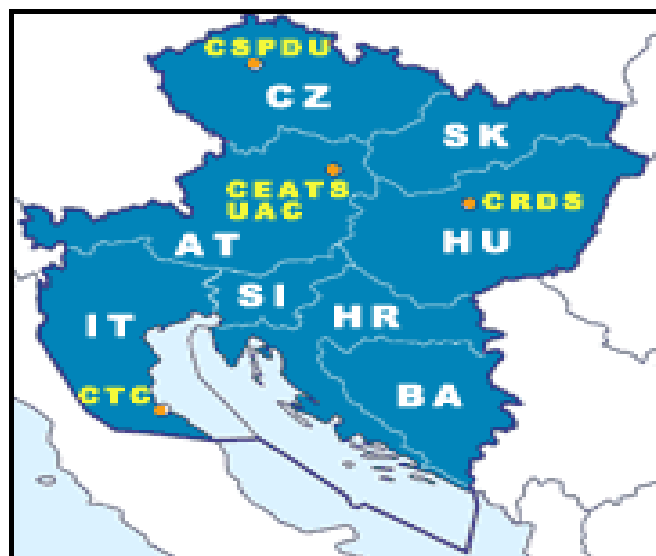 CSPDU
CZ
SK
CEATS
UAC
CRDS
AT
HU
SI
IT
HR
CTC
BA